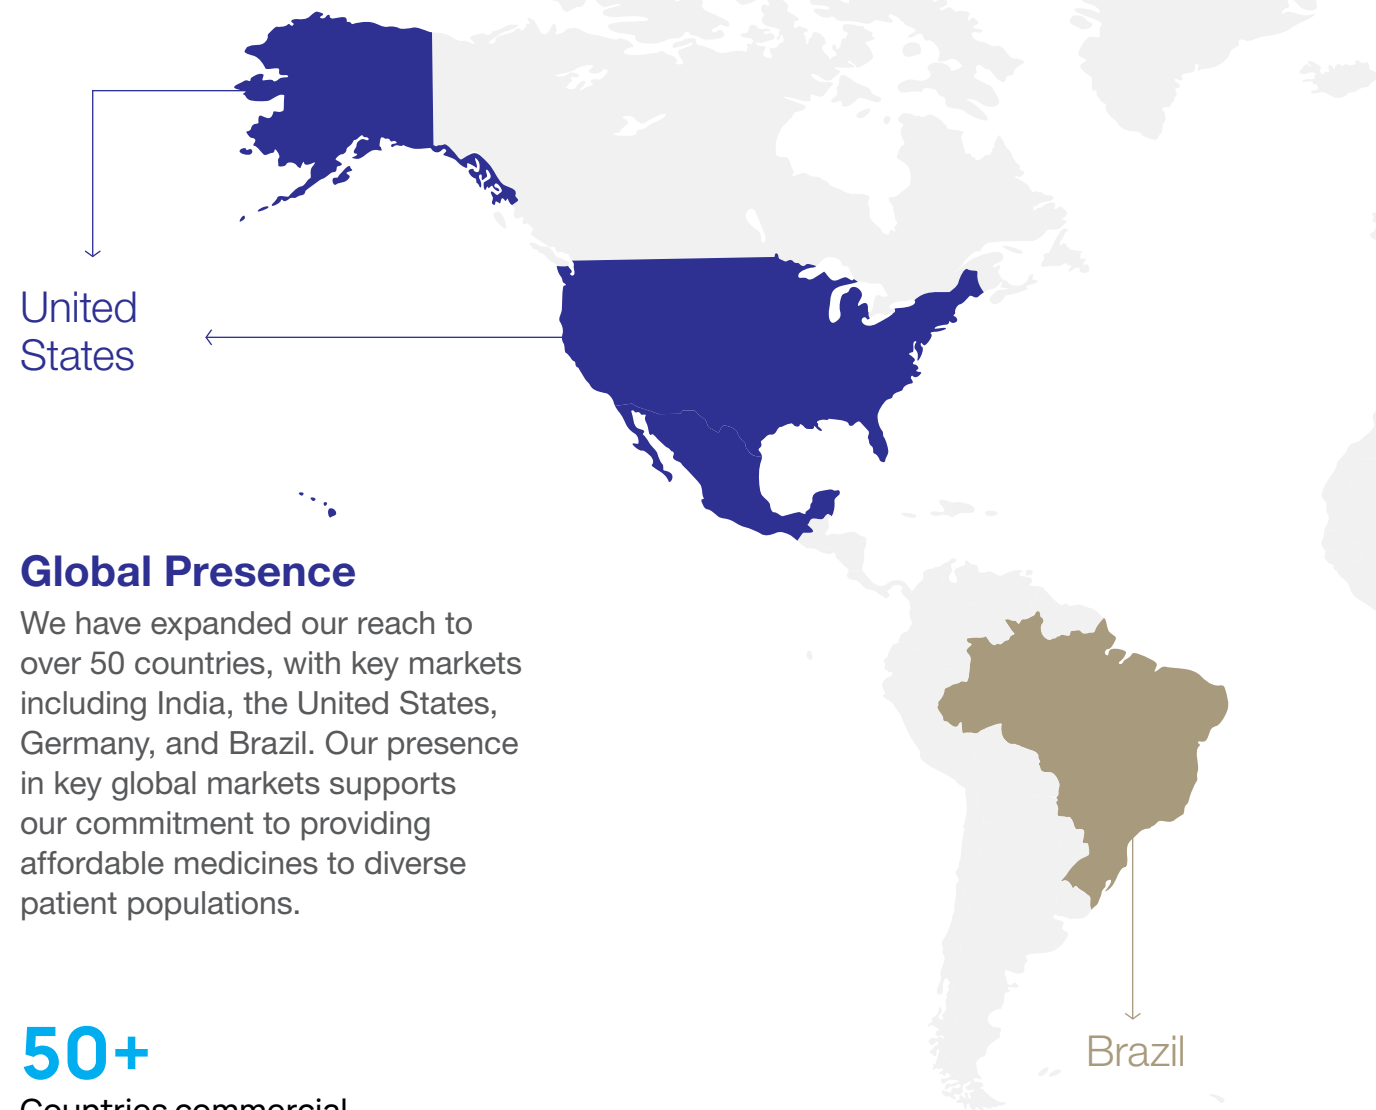 United
States
Global Presence
We have expanded our reach to
over 50 countries, with key markets
including India, the United States,
Germany, and Brazil. Our presence
in key global markets supports
our commitment to providing
affordable medicines to diverse
patient populations.
50+
Countries commercial
Brazil